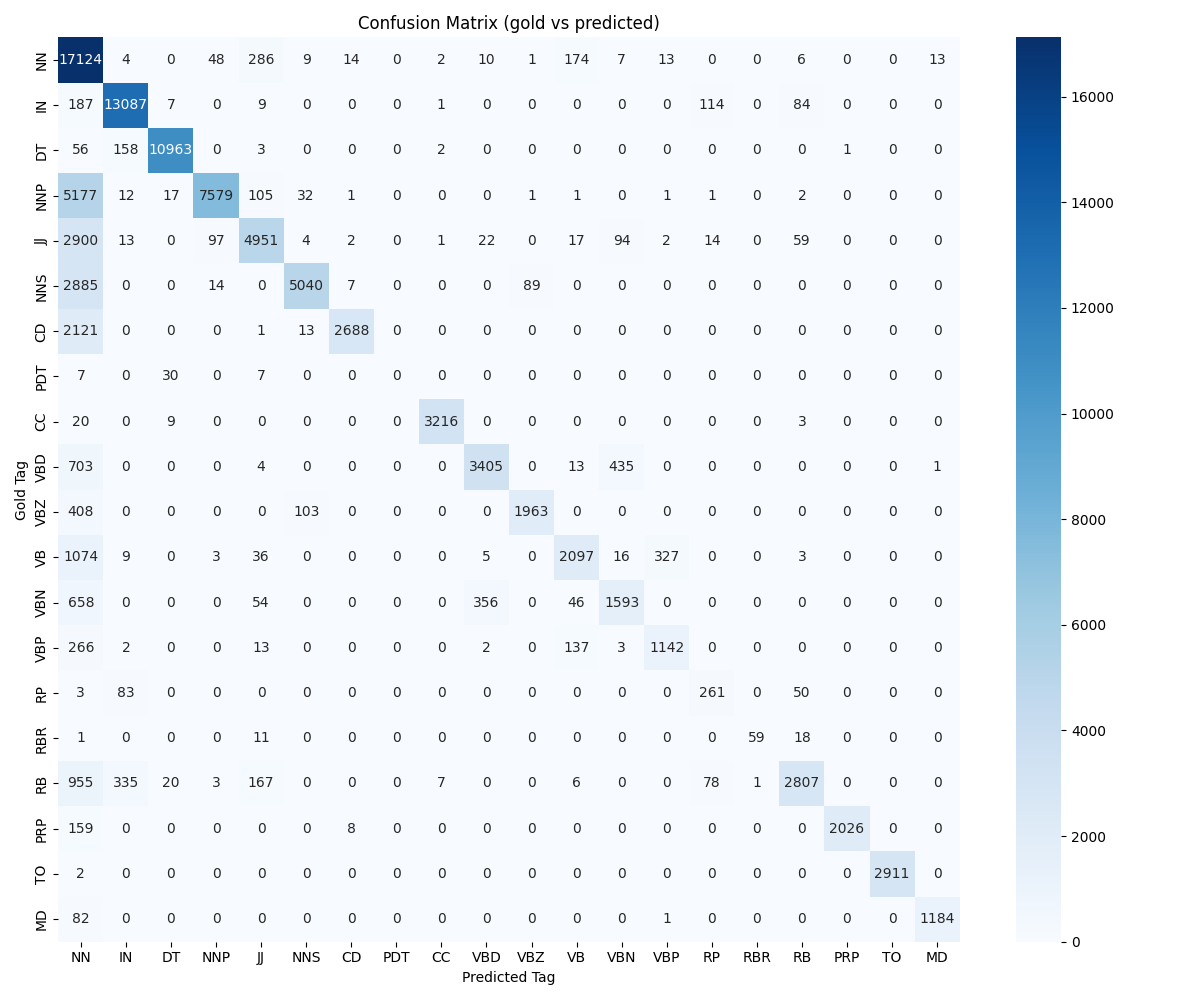 Confusion Matrix (gold vs predicted)
NN 17124 4 0 48 286 9 14 0 2 10 1 174 7 13 0 0 6 0 0 13
IN 187 13087 7 0 9 0 0 0 1 0 0 0 0 0 114 0 84 0 0 0
DT 56 158 10963 0 3 0 0 0 2 0 0 0 0 0 0 0 0 1 0 0
NNP 5177 12 17 7579 105 32 1 0 0 0 1 1 0 1 1 0 2 0 0 0
JJ 2900 13 0 97 4951 4 2 0 1 22 0 17 94 2 14 0 59 0 0 0
NNS 2885 0 0 14 0 5040 7 0 0 0 89 0 0 0 0 0 0 0 0 0
CD 2121 0 0 0 1 13 2688 0 0 0 0 0 0 0 0 0 0 0 0 0
PDT 7 0 30 0 7 0 0 0 0 0 0 0 0 0 0 0 0 0 0 0
CC 20 0 9 0 0 0 0 0 3216 0 0 0 0 0 0 0 3 0 0 0
VBD 703 0 0 0 4 0 0 0 0 3405 0 13 435 0 0 0 0 0 0 1
VBZ 408 0 0 0 0 103 0 0 0 0 1963 0 0 0 0 0 0 0 0 0
VB 1074 9 0 3 36 0 0 0 0 5 0 2097 16 327 0 0 3 0 0 0
VBN 658 0 0 0 54 0 0 0 0 356 0 46 1593 0 0 0 0 0 0 0
VBP 266 2 0 0 13 0 0 0 0 2 0 137 3 1142 0 0 0 0 0 0
RP 3 83 0 0 0 0 0 0 0 0 0 0 0 0 261 0 50 0 0 0
RBR 1 0 0 0 11 0 0 0 0 0 0 0 0 0 0 59 18 0 0 0
RB 955 335 20 3 167 0 0 0 7 0 0 6 0 0 78 1 2807 0 0 0
PRP 159 0 0 0 0 0 8 0 0 0 0 0 0 0 0 0 0 2026 0 0
TO 2 0 0 0 0 0 0 0 0 0 0 0 0 0 0 0 0 0 2911 0
MD 82 0 0 0 0 0 0 0 0 0 0 0 0 1 0 0 0 0 0 1184
NN IN DT NNP JJ NNS CD PDT CC VBD VBZ VB VBN VBP RP RBR RB PRP TO MD
Predicted Tag
Gold Tag
16000
14000
12000
10000
8000
6000
4000
2000
0